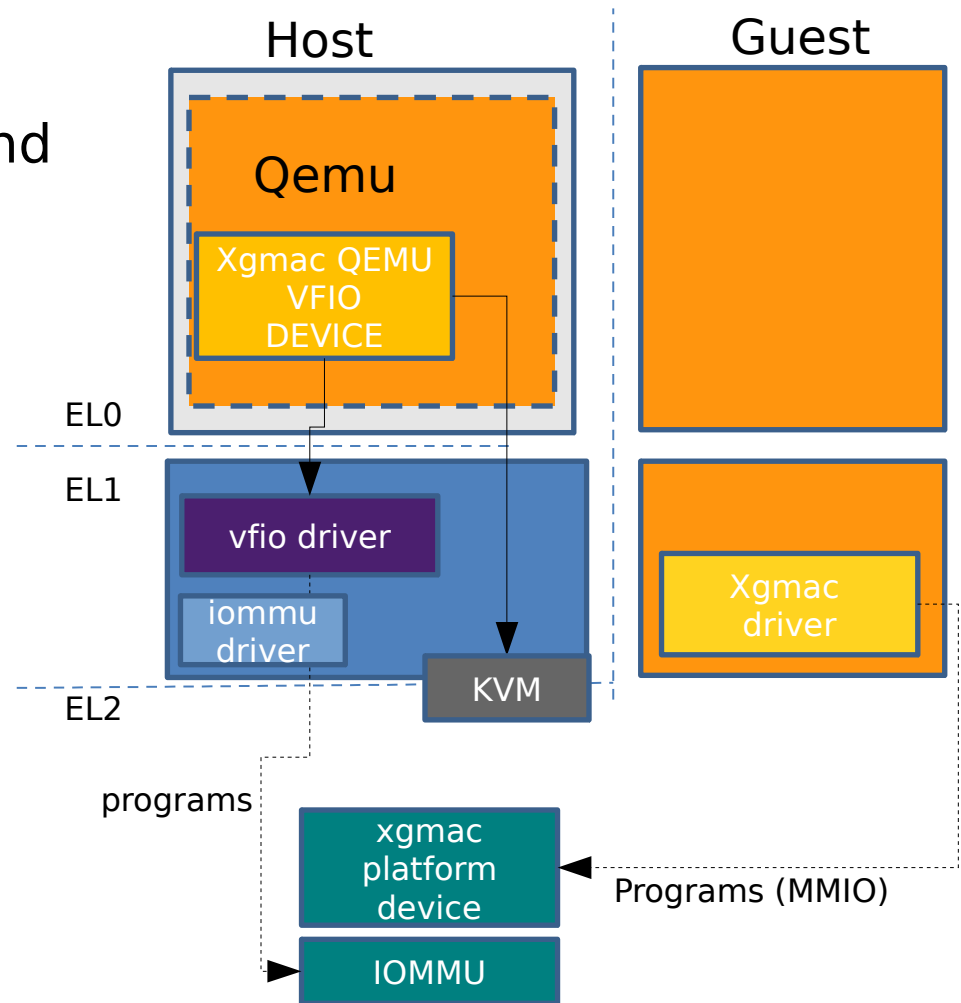 Host
Guest
nd
Qemu
Xgmac QEMU
VFIO
DEVICE
EL0
EL1
vfio driver
iommu
driver
Xgmac
driver
KVM
EL2
programs
xgmac
platform
device
Programs (MMIO)
IOMMU